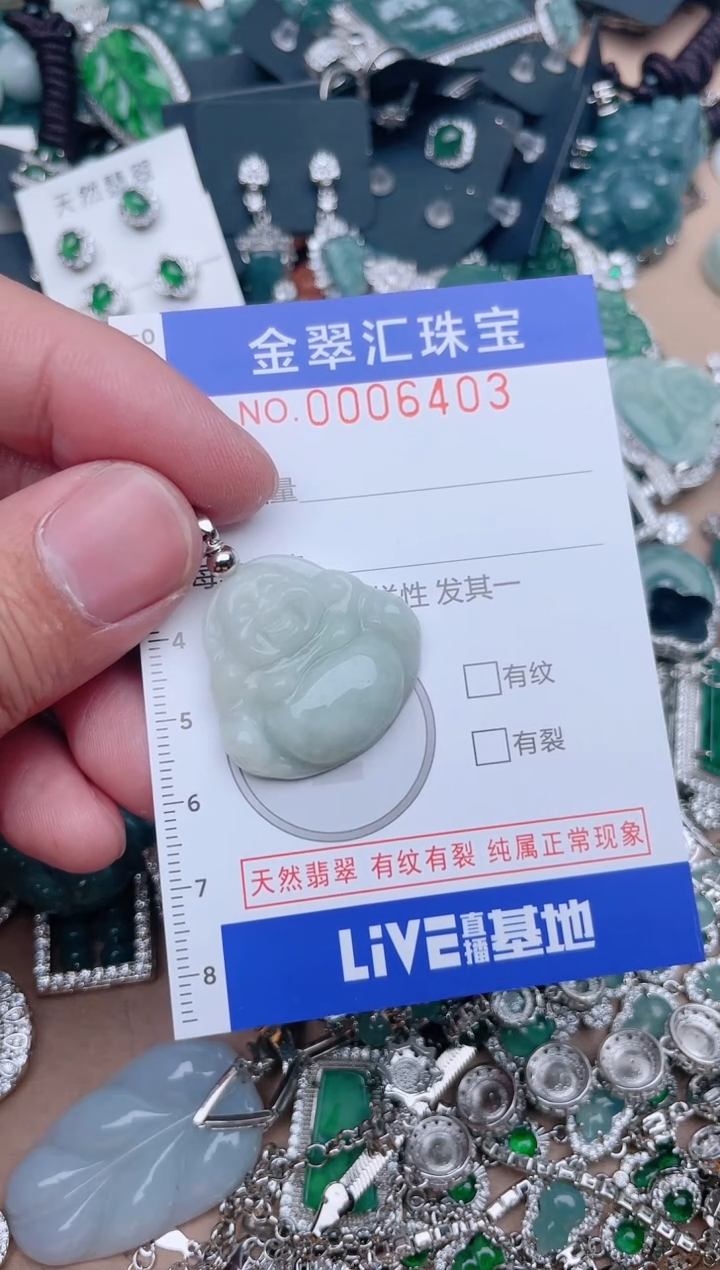 天然翡翠
0
金翠汇珠宝
NO.0006403
量
性 发其一
4
有纹
5
有裂
6
天然翡翠 有纹有裂 纯属正常现象
7
LiVE直播基地
8